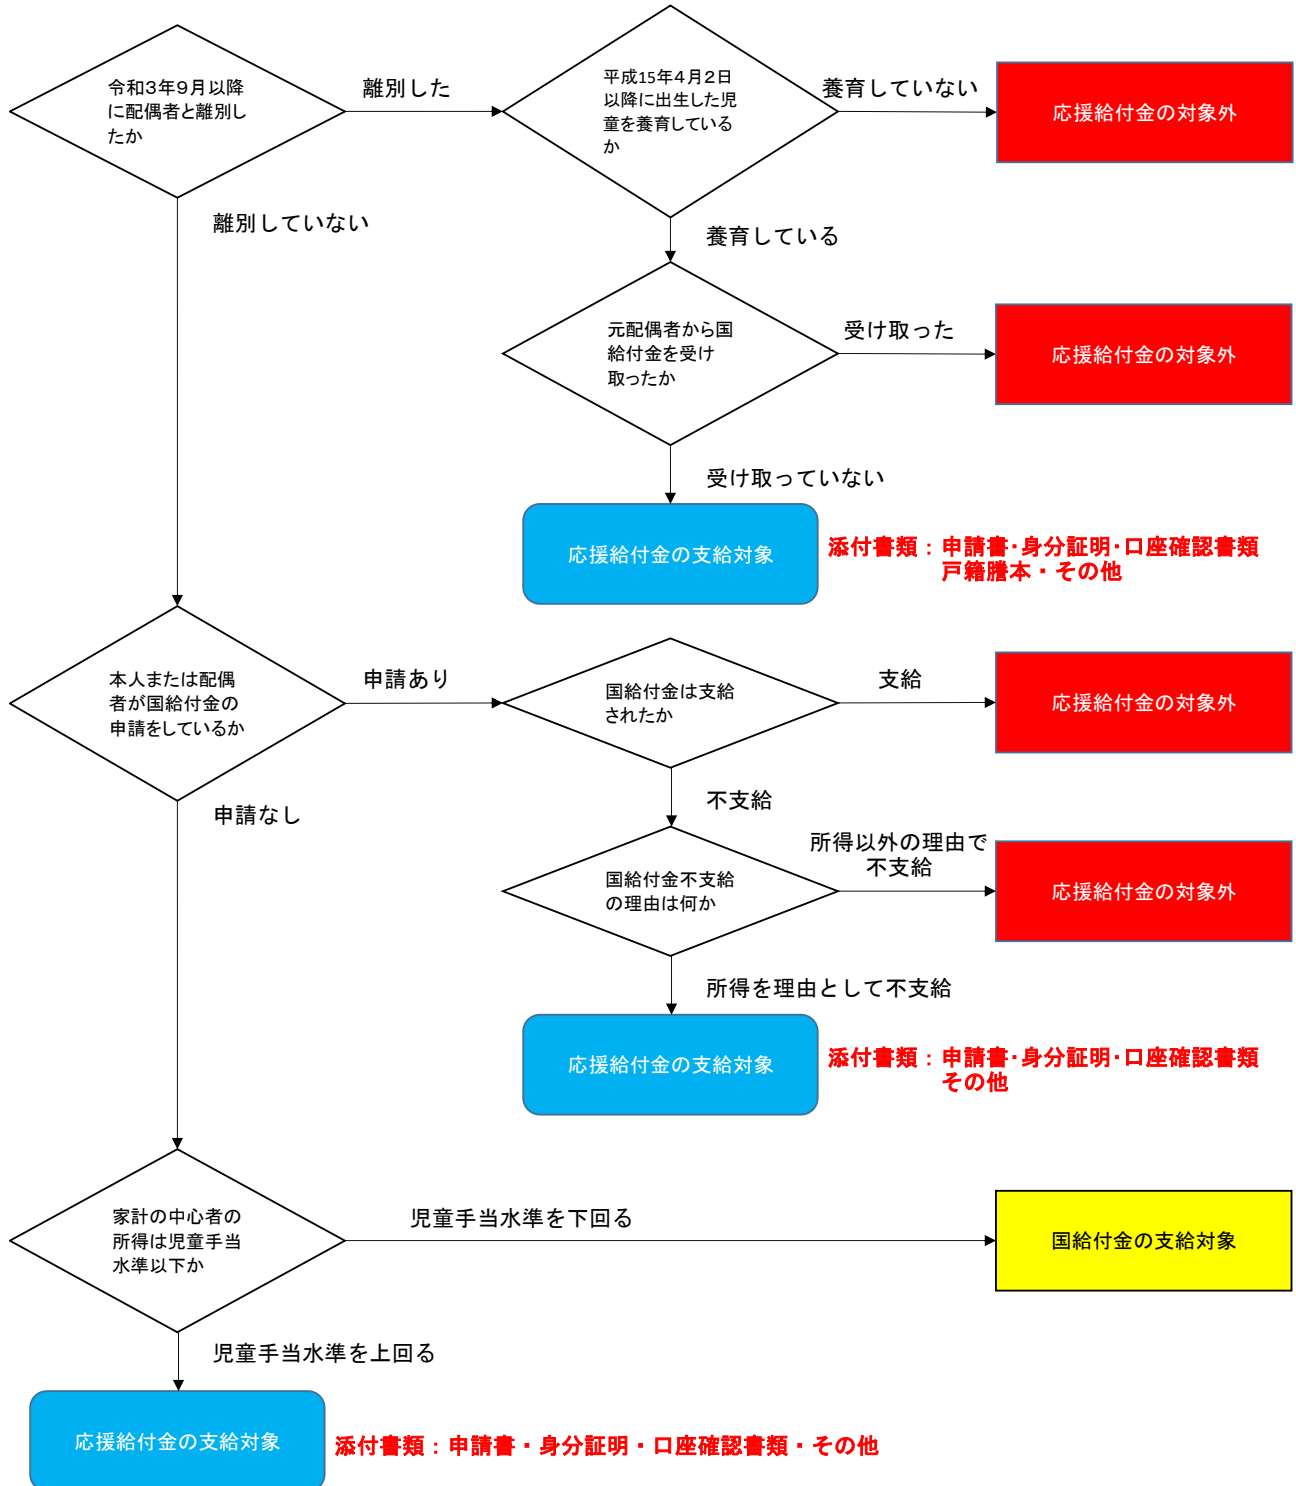 令和３年９月以降
に配偶者と離別し
たか
離別した
平成15年４月２日
以降に出生した児
童を養育している
か
養育していない
応援給付金の対象外
離別していない
養育している
元配偶者から国
給付金を受け
取ったか
受け取った
応援給付金の対象外
受け取っていない
応援給付金の支給対象
添付書類：申請書・身分証明・口座確認書類
戸籍謄本・その他
本人または配偶
者が国給付金の
申請をしているか
申請あり
国給付金は支給
されたか
支給
応援給付金の対象外
申請なし
不支給
国給付金不支給
の理由は何か
所得以外の理由で
不支給
応援給付金の対象外
所得を理由として不支給
応援給付金の支給対象
添付書類：申請書・身分証明・口座確認書類
その他
家計の中心者の
所得は児童手当
水準以下か
児童手当水準を下回る
国給付金の支給対象
児童手当水準を上回る
応援給付金の支給対象
添付書類：申請書・身分証明・口座確認書類・その他